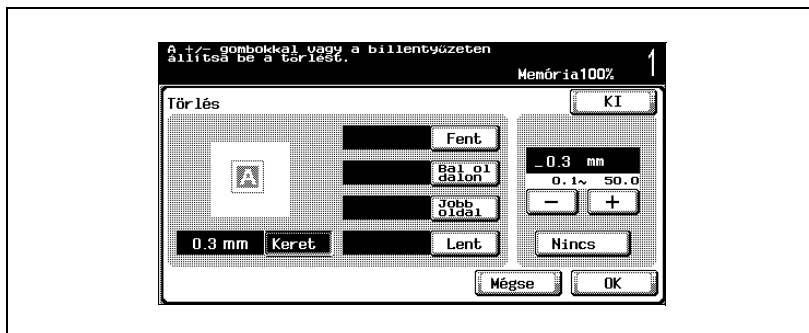 A +/- gombokkal vagy a billentyűzeten
állítsa be a törlést.
Memória100%
1
Törlés
KI
A
Fent
Bal ol
dalon
Jobb
oldal
0.3 mm Keret
Lent
_0.3 mm
0.1~ 50.0
− +
Nincs
Mégse
OK